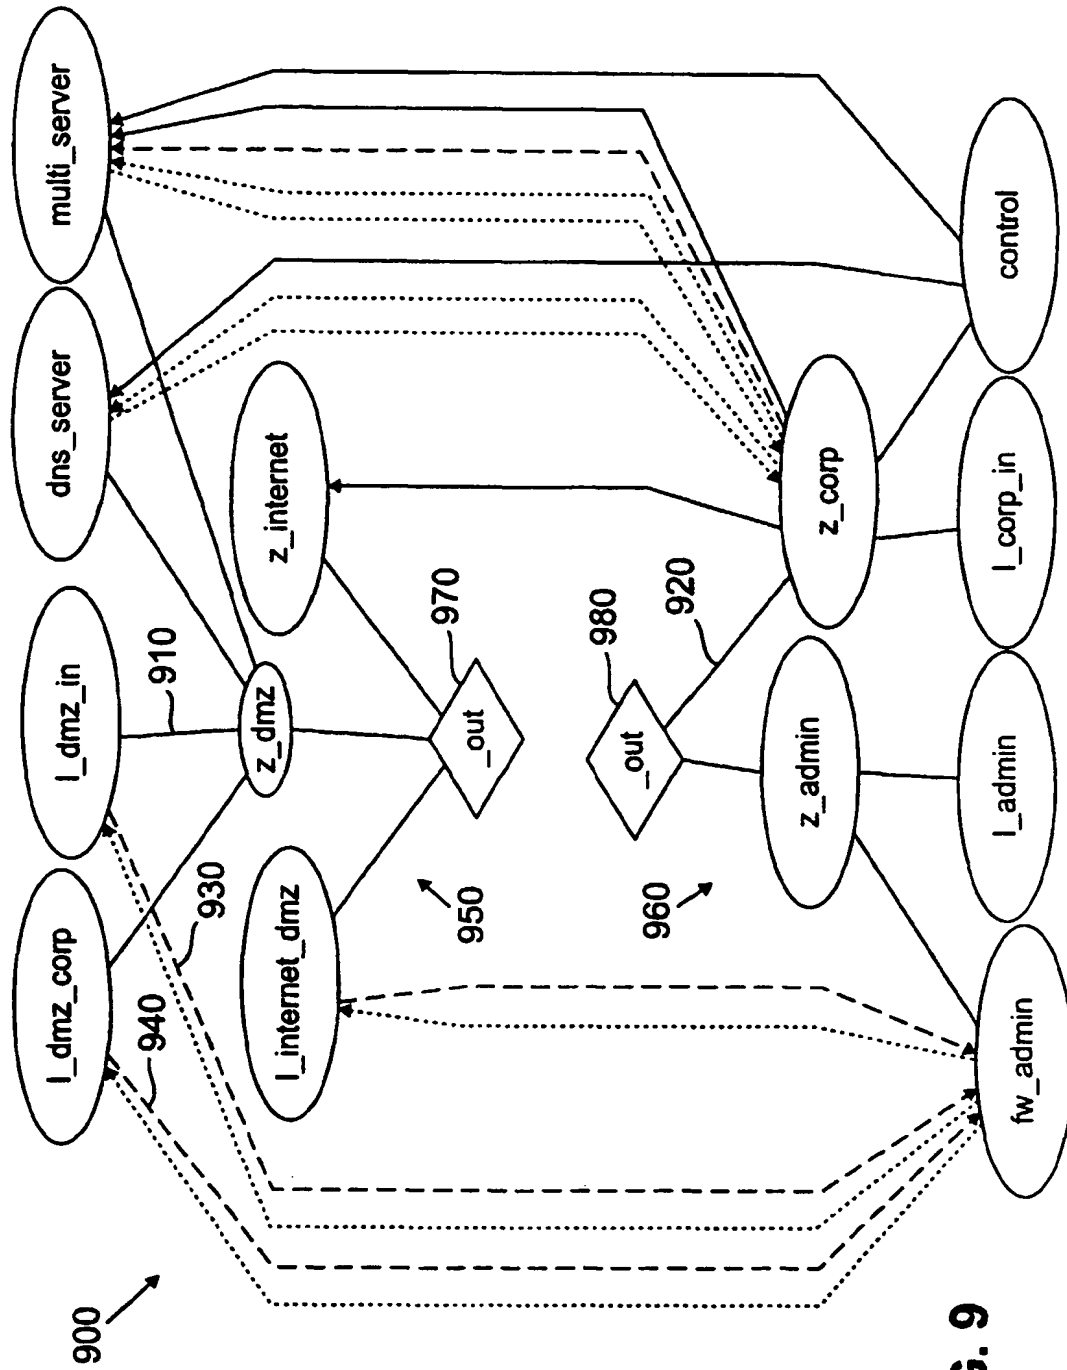 900
l_dmz_corp
l_dmz_in
dns_server
multi_server
940
930
910
l_internet_dmz
z_dmz
z_internet
950
_out
970
960
_out
980
920
z_admin
z_corp
fw_admin
l_admin
l_corp_in
control
G. 9